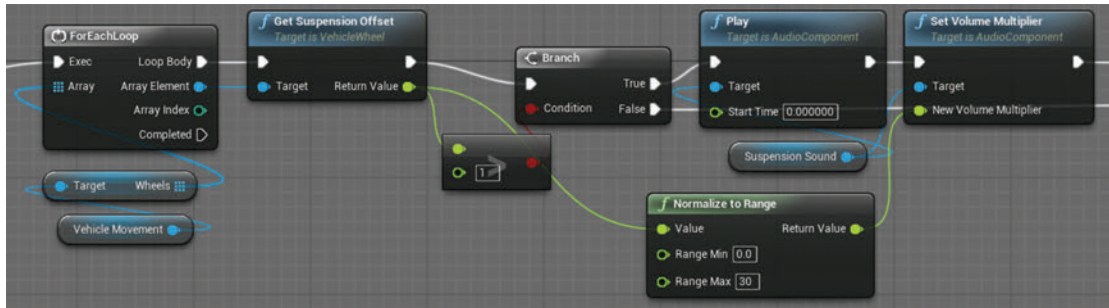 ForEachLoop
Exec Loop Body
Array Array Element
Array Index
Completed
Target Wheels
Vehicle Movement
f Get Suspension Offset
Target is VehicleWheel
Target Return Value
>
1
Branch
True
Condition False
f Play
Target is AudioComponent
Target
Start Time 0.000000
Suspension Sound
f Set Volume Multiplier
Target is AudioComponent
Target
New Volume Multiplier
f Normalize to Range
Value Return Value
Range Min 0.0
Range Max 30